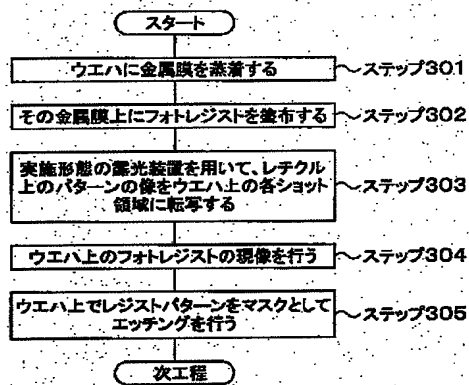 スタート
ウエハに金属膜を蒸着する
～ステップ301
その金属膜上にフォトレジストを塗布する
～ステップ302
実施形態の露光装置を用いて、レチクル
上のパターンの像をウエハ上の各ショット
領域に転写する
～ステップ303
ウエハ上のフォトレジストの現像を行う
～ステップ304
ウエハ上でレジストパターンをマスクとして
エッチングを行う
～ステップ305
次工程